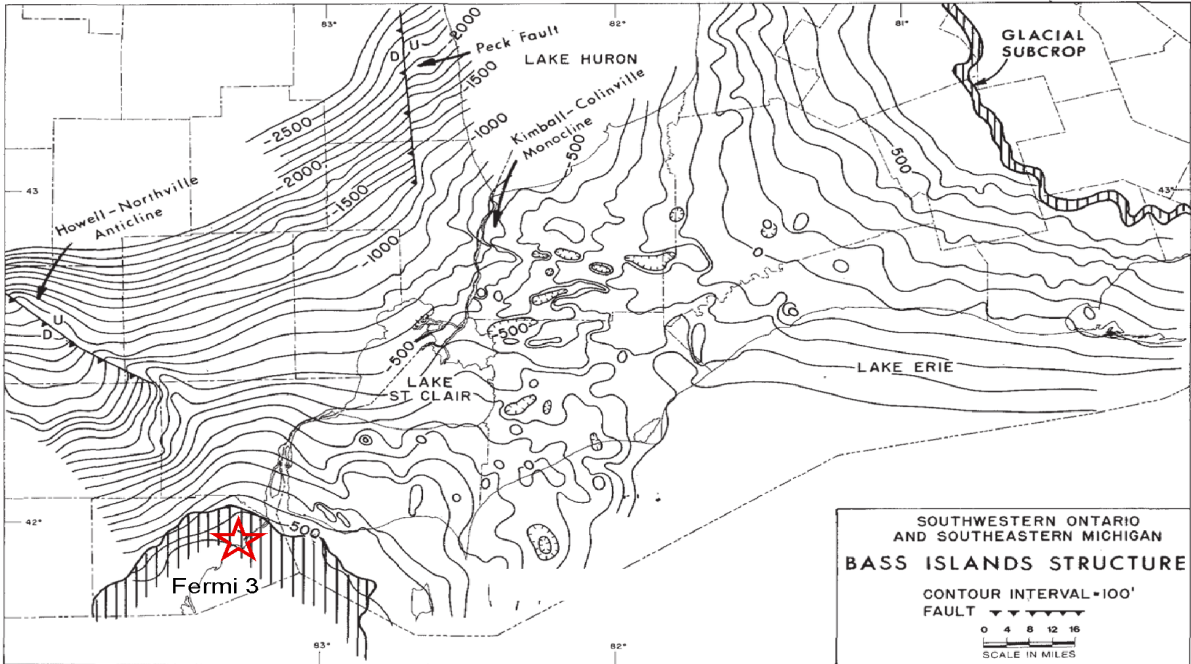 83°
82°
81°
GLACIAL
SUBCROP
D U
-2000
Peck Fault
LAKE HURON
-1500
-2500
-1000
Kimball-Colinville
Monocline
-500
500
-2000
43
43°
-1500
Howell-Northville
Anticline
-1000
U
D
-500
-500
LAKE
ST CLAIR
LAKE ERIE
42°
500
Fermi 3
83°
82°
SOUTHWESTERN ONTARIO
AND SOUTHEASTERN MICHIGAN
BASS ISLANDS STRUCTURE
CONTOUR INTERVAL=100'
FAULT
0 4 8 12 16
SCALE IN MILES